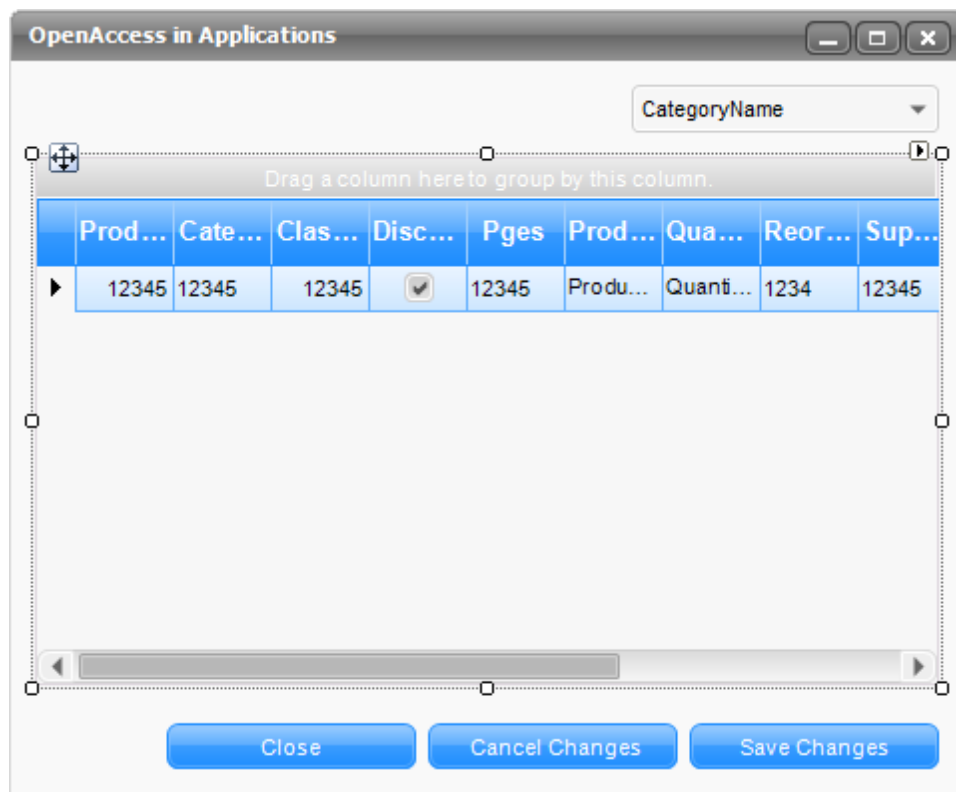 OpenAccess in Applications
CategoryName
Drag a column here to group by this column.
Prod... Cate... Clas... Disc... Pges Prod... Qua... Reor... Sup...
12345 12345 12345 12345 Produ... Quanti... 1234 12345
Close Cancel Changes Save Changes